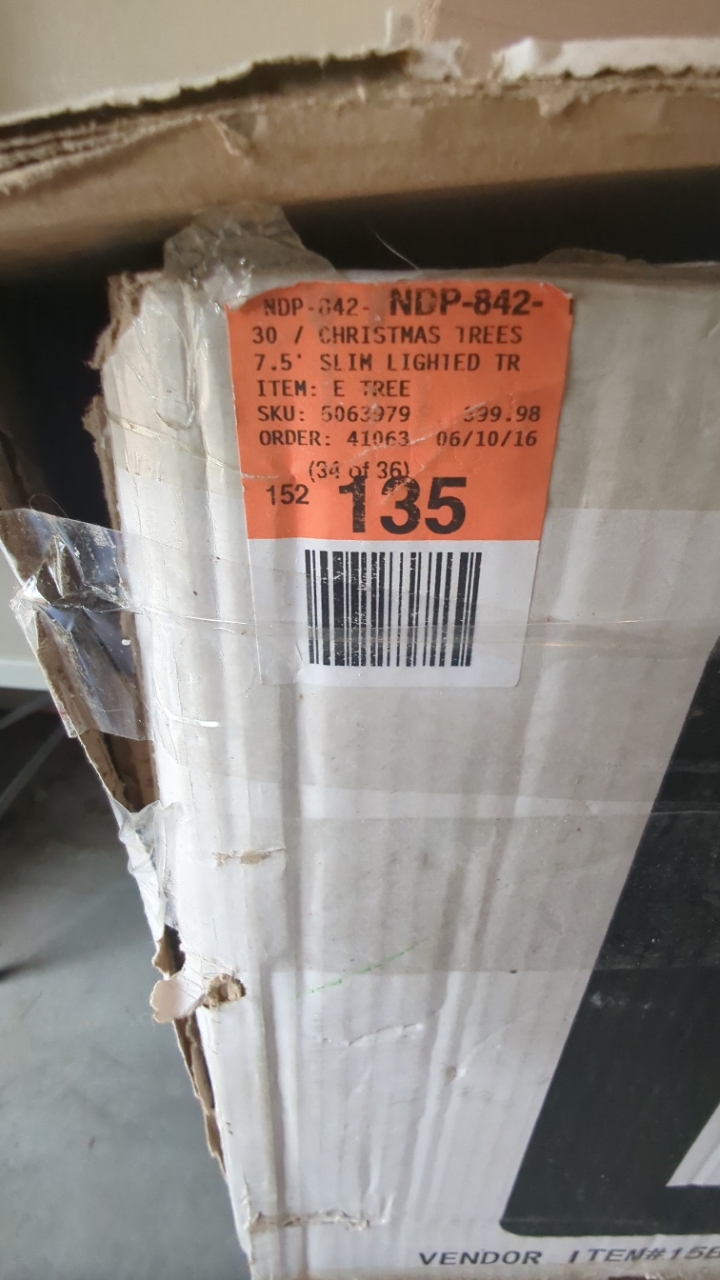 NDP-842- NDP-842-
30 / CHRISTMAS TREES
7.5' SLIM LIGHTED TR
ITEM: E TREE
SKU: 5063979 399.98
ORDER: 41063 06/10/16
(34 of 36)
152 135
VENDOR ITEM#15